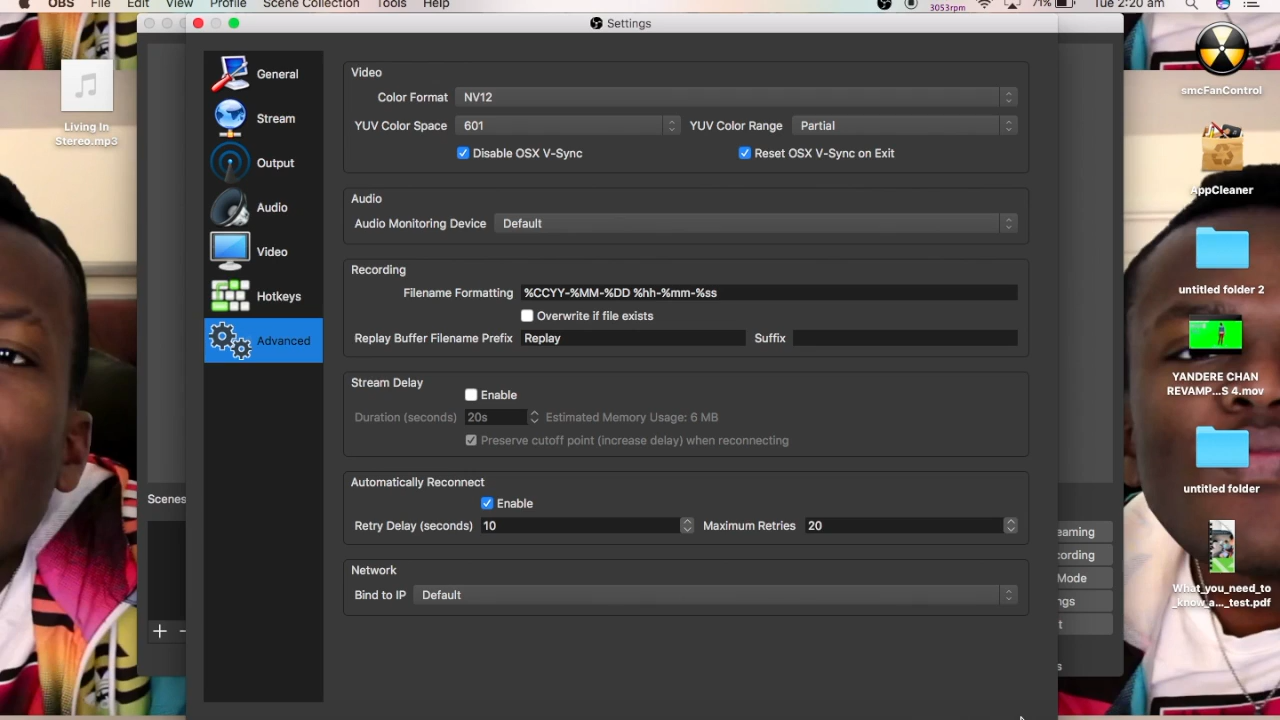 OBS File Edit View Profile Scene Collection Tools Help 3053rpm 71% Tue 2:20 am
Settings
General
Stream
Output
Audio
Video
Hotkeys
Advanced
Video
Color Format NV12
YUV Color Space 601 YUV Color Range Partial
Disable OSX V-Sync Reset OSX V-Sync on Exit
Audio
Audio Monitoring Device Default
Recording
Filename Formatting %CCYY-%MM-%DD %hh-%mm-%ss
Overwrite if file exists
Replay Buffer Filename Prefix Replay Suffix
Stream Delay
Enable
Duration (seconds) 20s Estimated Memory Usage: 6 MB
Preserve cutoff point (increase delay) when reconnecting
Automatically Reconnect
Enable
Retry Delay (seconds) 10 Maximum Retries 20
Network
Bind to IP Default
Scenes
eaming
cording
Mode
ngs
t
s
Living In
Stereo.mp3
smcFanControl
AppCleaner
untitled folder 2
YANDERE CHAN
REVAMP...S 4.mov
untitled folder
What_you_need_to
_know_a..._test.pdf